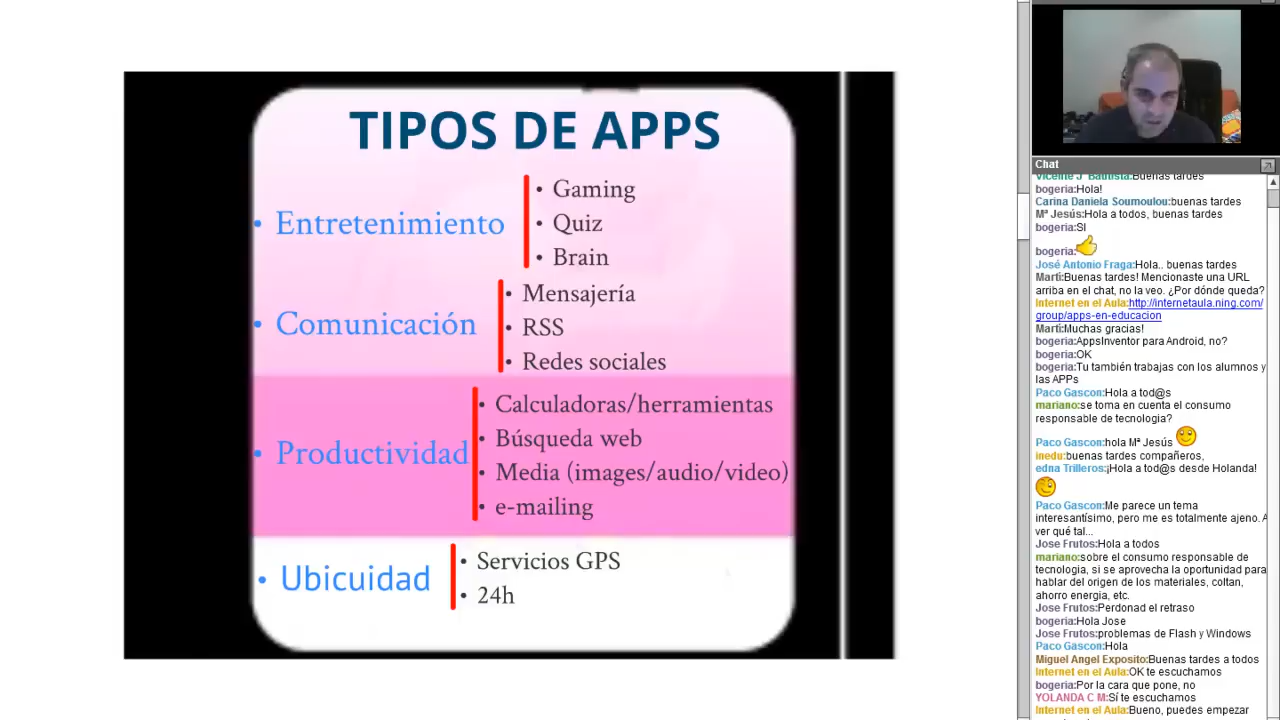 TIPOS DE APPS
• Entretenimiento
• Gaming
• Quiz
• Brain
• Comunicación
• Mensajería
• RSS
• Redes sociales
• Productividad
• Calculadoras/herramientas
• Búsqueda web
• Media (images/audio/video)
• e-mailing
• Ubicuidad
• Servicios GPS
• 24h
Chat
Vicente J Bautista:Buenas tardes
bogeria:Hola!
Carina Daniela Soumoulou:buenas tardes
Mª Jesús:Hola a todos, buenas tardes
bogeria:SI
bogeria:
José Antonio Fraga:Hola.. buenas tardes
Martí:Buenas tardes! Mencionaste una URL
arriba en el chat, no la veo. ¿Por dónde queda?
Internet en el Aula:http://internetaula.ning.com/
group/apps-en-educacion
Martí:Muchas gracias!
bogeria:AppsInventor para Android, no?
bogeria:OK
bogeria:Tu también trabajas con los alumnos y
las APPs
Paco Gascon:Hola a tod@s
mariano:se toma en cuenta el consumo
responsable de tecnología?
Paco Gascon:hola Mª Jesús
inedu:buenas tardes compañeros,
edna Trilleros:¡Hola a tod@s desde Holanda!
Paco Gascon:Me parece un tema
interesantísimo, pero me es totalmente ajeno. A
ver qué tal...
Jose Frutos:Hola a todos
mariano:sobre el consumo responsable de
tecnología, si se aprovecha la oportunidad para
hablar del origen de los materiales, coltan,
ahorro energia, etc.
Jose Frutos:Perdonad el retraso
bogeria:Hola Jose
Jose Frutos:problemas de Flash y Windows
Paco Gascon:Hola
Miguel Angel Exposito:Buenas tardes a todos
Internet en el Aula:OK te escuchamos
bogeria:Por la cara que pone, no
YOLANDA C M:Sí te escuchamos
Internet en el Aula:Bueno, puedes empezar